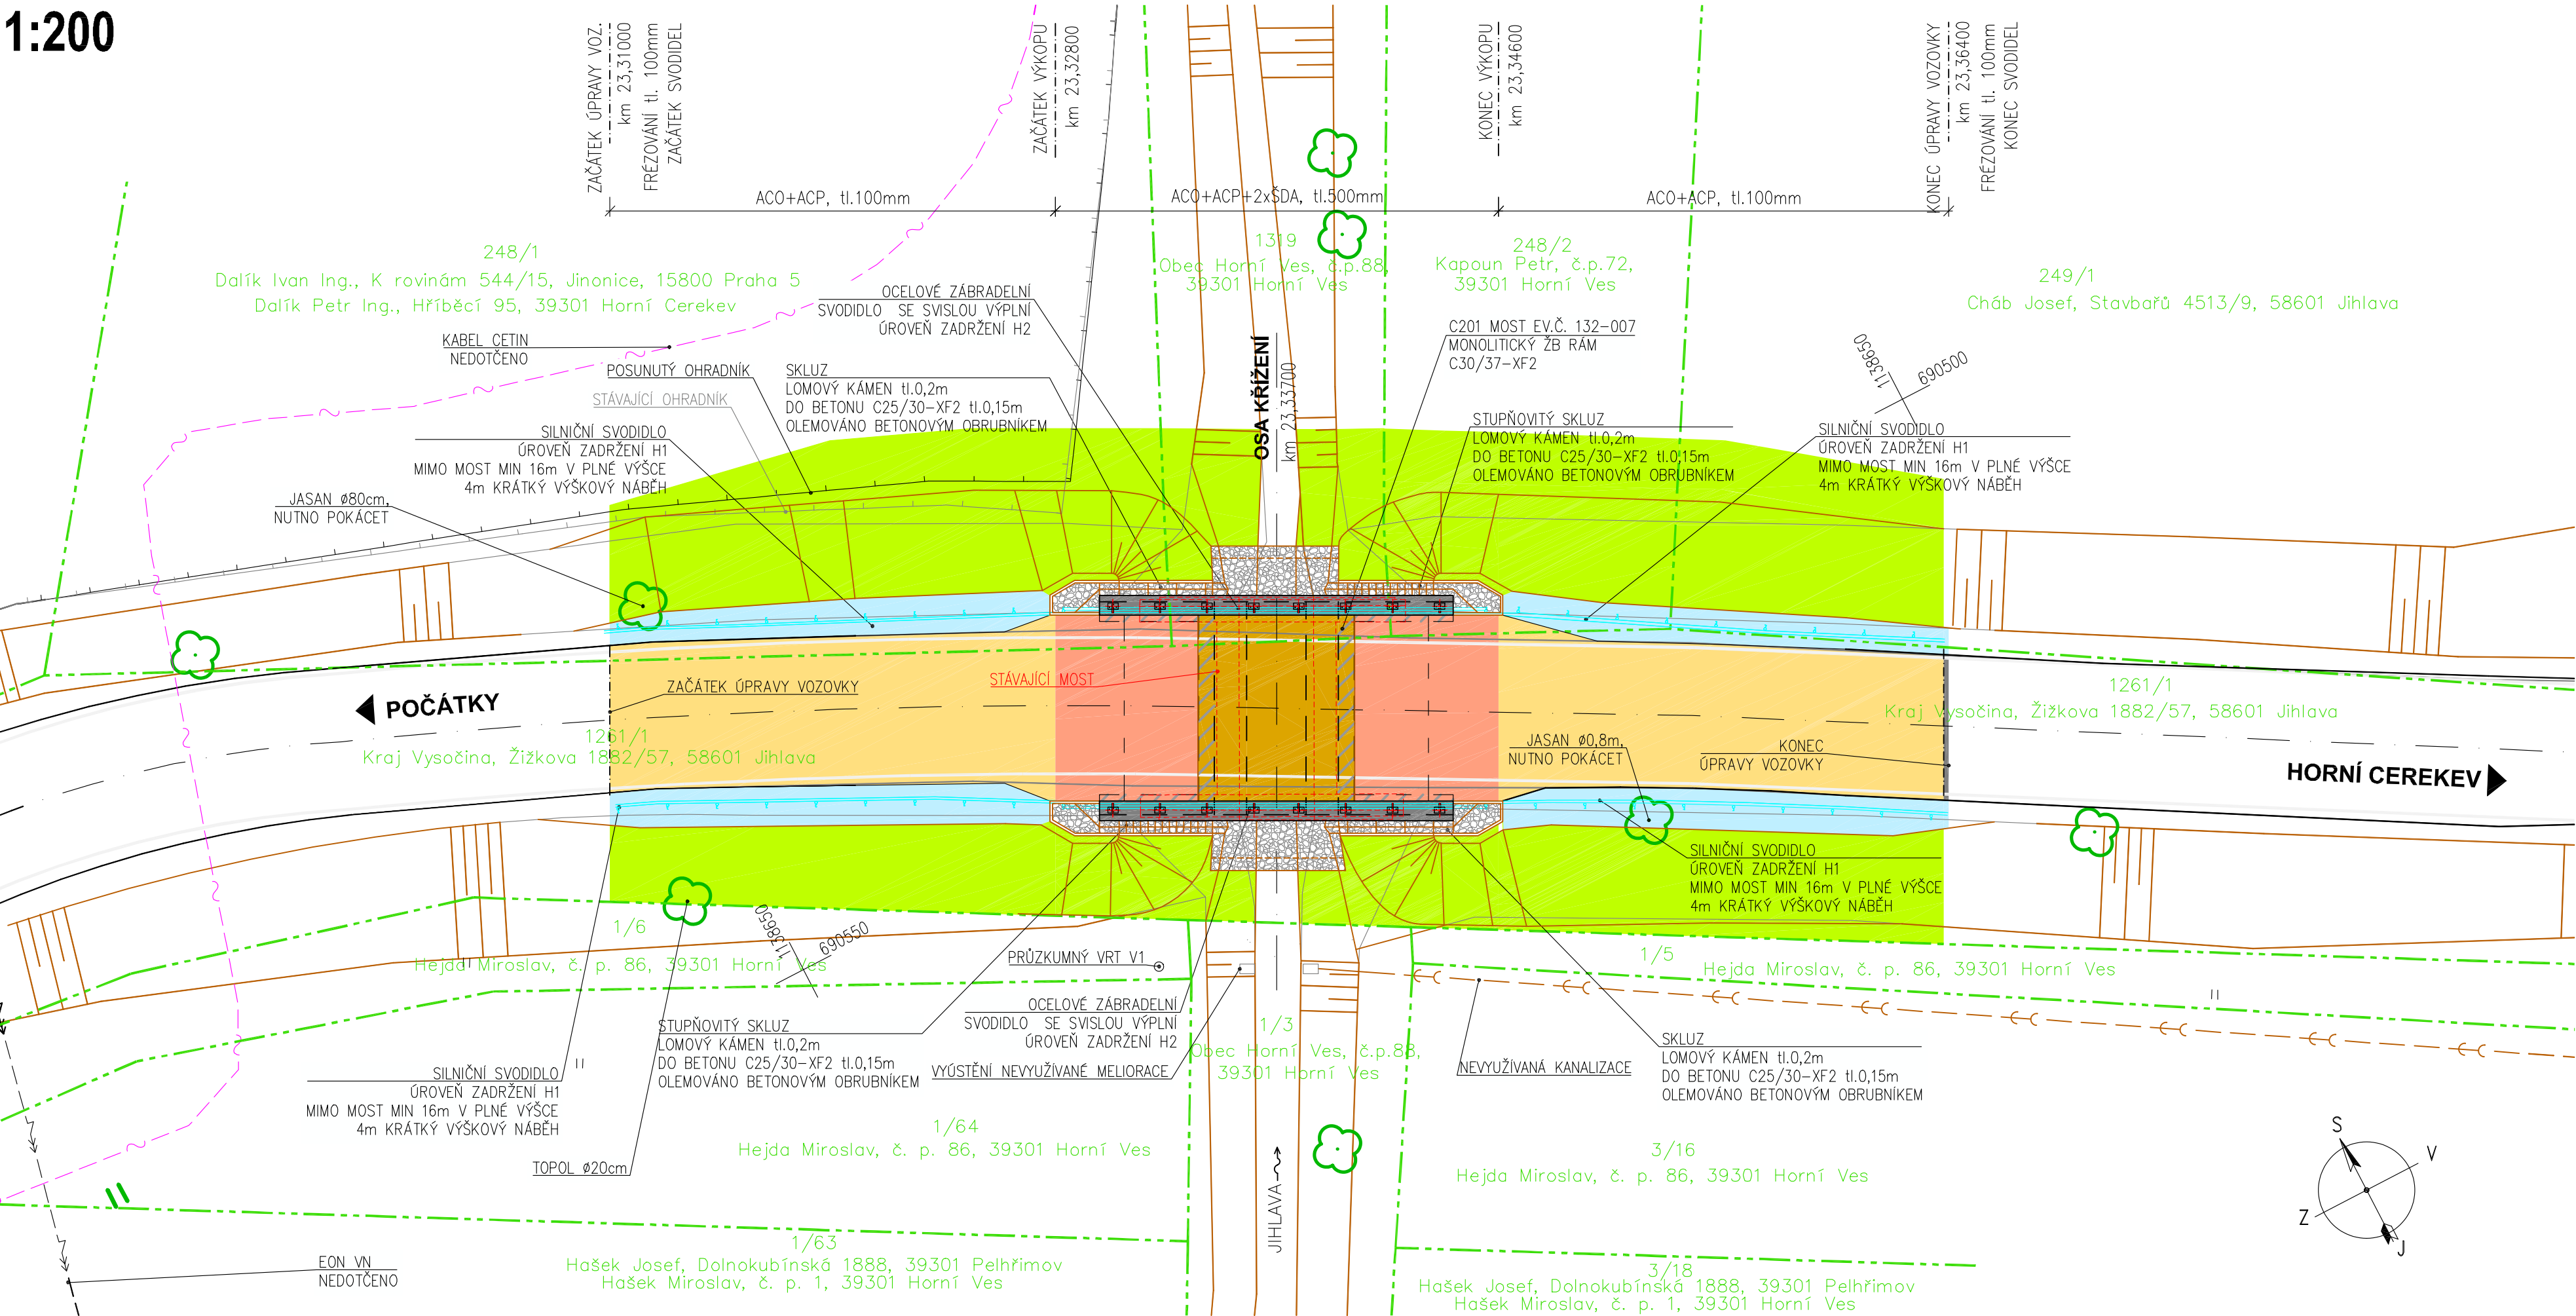 1:200
ZAČÁTEK ÚPRAVY VOZ.
km 23,31000
FRÉZOVÁNÍ tl. 100mm
ZAČÁTEK SVODIDEL
ZAČÁTEK VÝKOPU
km 23,32800
KONEC VÝKOPU
km 23,34600
KONEC ÚPRAVY VOZOVKY
km 23,36400
FRÉZOVÁNÍ tl. 100mm
KONEC SVODIDEL
ACO+ACP, tl.100mm
ACO+ACP+2xŠDA, tl.500mm
ACO+ACP, tl.100mm
248/1
Dalík Ivan Ing., K rovinám 544/15, Jinonice, 15800 Praha 5
Dalík Petr Ing., Hříběcí 95, 39301 Horní Cerekev
1319
Obec Horní Ves, č.p.88,
39301 Horní Ves
248/2
Kapoun Petr, č.p.72,
39301 Horní Ves
249/1
Cháb Josef, Stavbařů 4513/9, 58601 Jihlava
KABEL CETIN
NEDOTČENO
OCELOVÉ ZÁBRADELNÍ
SVODIDLO SE SVISLOU VÝPLNÍ
ÚROVEŇ ZADRŽENÍ H2
C201 MOST EV.Č. 132-007
MONOLITICKÝ ŽB RÁM
C30/37-XF2
OSA KŘÍŽENÍ
km 23,33700
1138650
690500
POSUNUTÝ OHRADNÍK
STÁVAJÍCÍ OHRADNÍK
SKLUZ
LOMOVÝ KÁMEN tl.0,2m
DO BETONU C25/30-XF2 tl.0,15m
OLEMOVÁNO BETONOVÝM OBRUBNÍKEM
SILNIČNÍ SVODIDLO
ÚROVEŇ ZADRŽENÍ H1
MIMO MOST MIN 16m V PLNÉ VÝŠCE
4m KRÁTKÝ VÝŠKOVÝ NÁBĚH
STUPŇOVITÝ SKLUZ
LOMOVÝ KÁMEN tl.0,2m
DO BETONU C25/30-XF2 tl.0,15m
OLEMOVÁNO BETONOVÝM OBRUBNÍKEM
SILNIČNÍ SVODIDLO
ÚROVEŇ ZADRŽENÍ H1
MIMO MOST MIN 16m V PLNÉ VÝŠCE
4m KRÁTKÝ VÝŠKOVÝ NÁBĚH
JASAN ø80cm,
NUTNO POKÁCET
POČÁTKY
ZAČÁTEK ÚPRAVY VOZOVKY
STÁVAJÍCÍ MOST
1261/1
Kraj Vysočina, Žižkova 1882/57, 58601 Jihlava
1261/1
Kraj Vysočina, Žižkova 1882/57, 58601 Jihlava
JASAN ø0,8m,
NUTNO POKÁCET
KONEC
ÚPRAVY VOZOVKY
HORNÍ CEREKEV
SILNIČNÍ SVODIDLO
ÚROVEŇ ZADRŽENÍ H1
MIMO MOST MIN 16m V PLNÉ VÝŠCE
4m KRÁTKÝ VÝŠKOVÝ NÁBĚH
1/6
Hejda Miroslav, č. p. 86, 39301 Horní Ves
1138650
690550
PRŮZKUMNÝ VRT V1
1/5
Hejda Miroslav, č. p. 86, 39301 Horní Ves
OCELOVÉ ZÁBRADELNÍ
SVODIDLO SE SVISLOU VÝPLNÍ
ÚROVEŇ ZADRŽENÍ H2
STUPŇOVITÝ SKLUZ
LOMOVÝ KÁMEN tl.0,2m
DO BETONU C25/30-XF2 tl.0,15m
OLEMOVÁNO BETONOVÝM OBRUBNÍKEM
VYÚSTĚNÍ NEVYUŽÍVANÉ MELIORACE
1/3
Obec Horní Ves, č.p.88,
39301 Horní Ves
NEVYUŽÍVANÁ KANALIZACE
SKLUZ
LOMOVÝ KÁMEN tl.0,2m
DO BETONU C25/30-XF2 tl.0,15m
OLEMOVÁNO BETONOVÝM OBRUBNÍKEM
SILNIČNÍ SVODIDLO
ÚROVEŇ ZADRŽENÍ H1
MIMO MOST MIN 16m V PLNÉ VÝŠCE
4m KRÁTKÝ VÝŠKOVÝ NÁBĚH
TOPOL ø20cm
1/64
Hejda Miroslav, č. p. 86, 39301 Horní Ves
3/16
Hejda Miroslav, č. p. 86, 39301 Horní Ves
JIHLAVA
S
V
Z
J
EON VN
NEDOTČENO
1/63
Hašek Josef, Dolnokubínská 1888, 39301 Pelhřimov
Hašek Miroslav, č. p. 1, 39301 Horní Ves
3/18
Hašek Josef, Dolnokubínská 1888, 39301 Pelhřimov
Hašek Miroslav, č. p. 1, 39301 Horní Ves